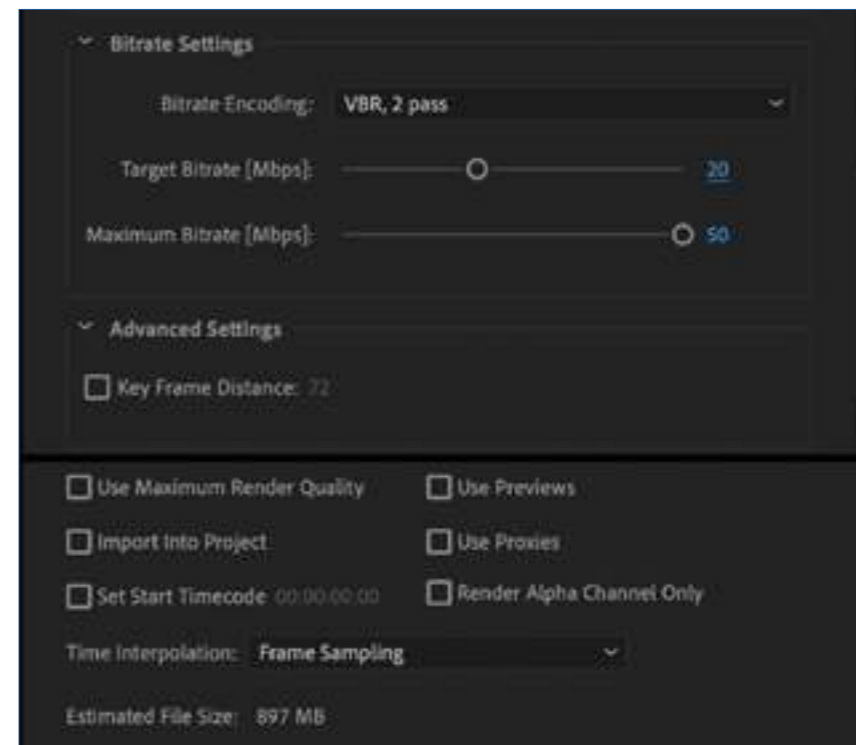 Bitrate Settings
Bitrate Encoding: VBR, 2 pass
Target Bitrate [Mbps]: 20
Maximum Bitrate [Mbps]: 50
Advanced Settings
Key Frame Distance: 72
Use Maximum Render Quality Use Previews
Import Into Project Use Proxies
Set Start Timecode 00:00:00:00 Render Alpha Channel Only
Time Interpolation: Frame Sampling
Estimated File Size: 897 MB